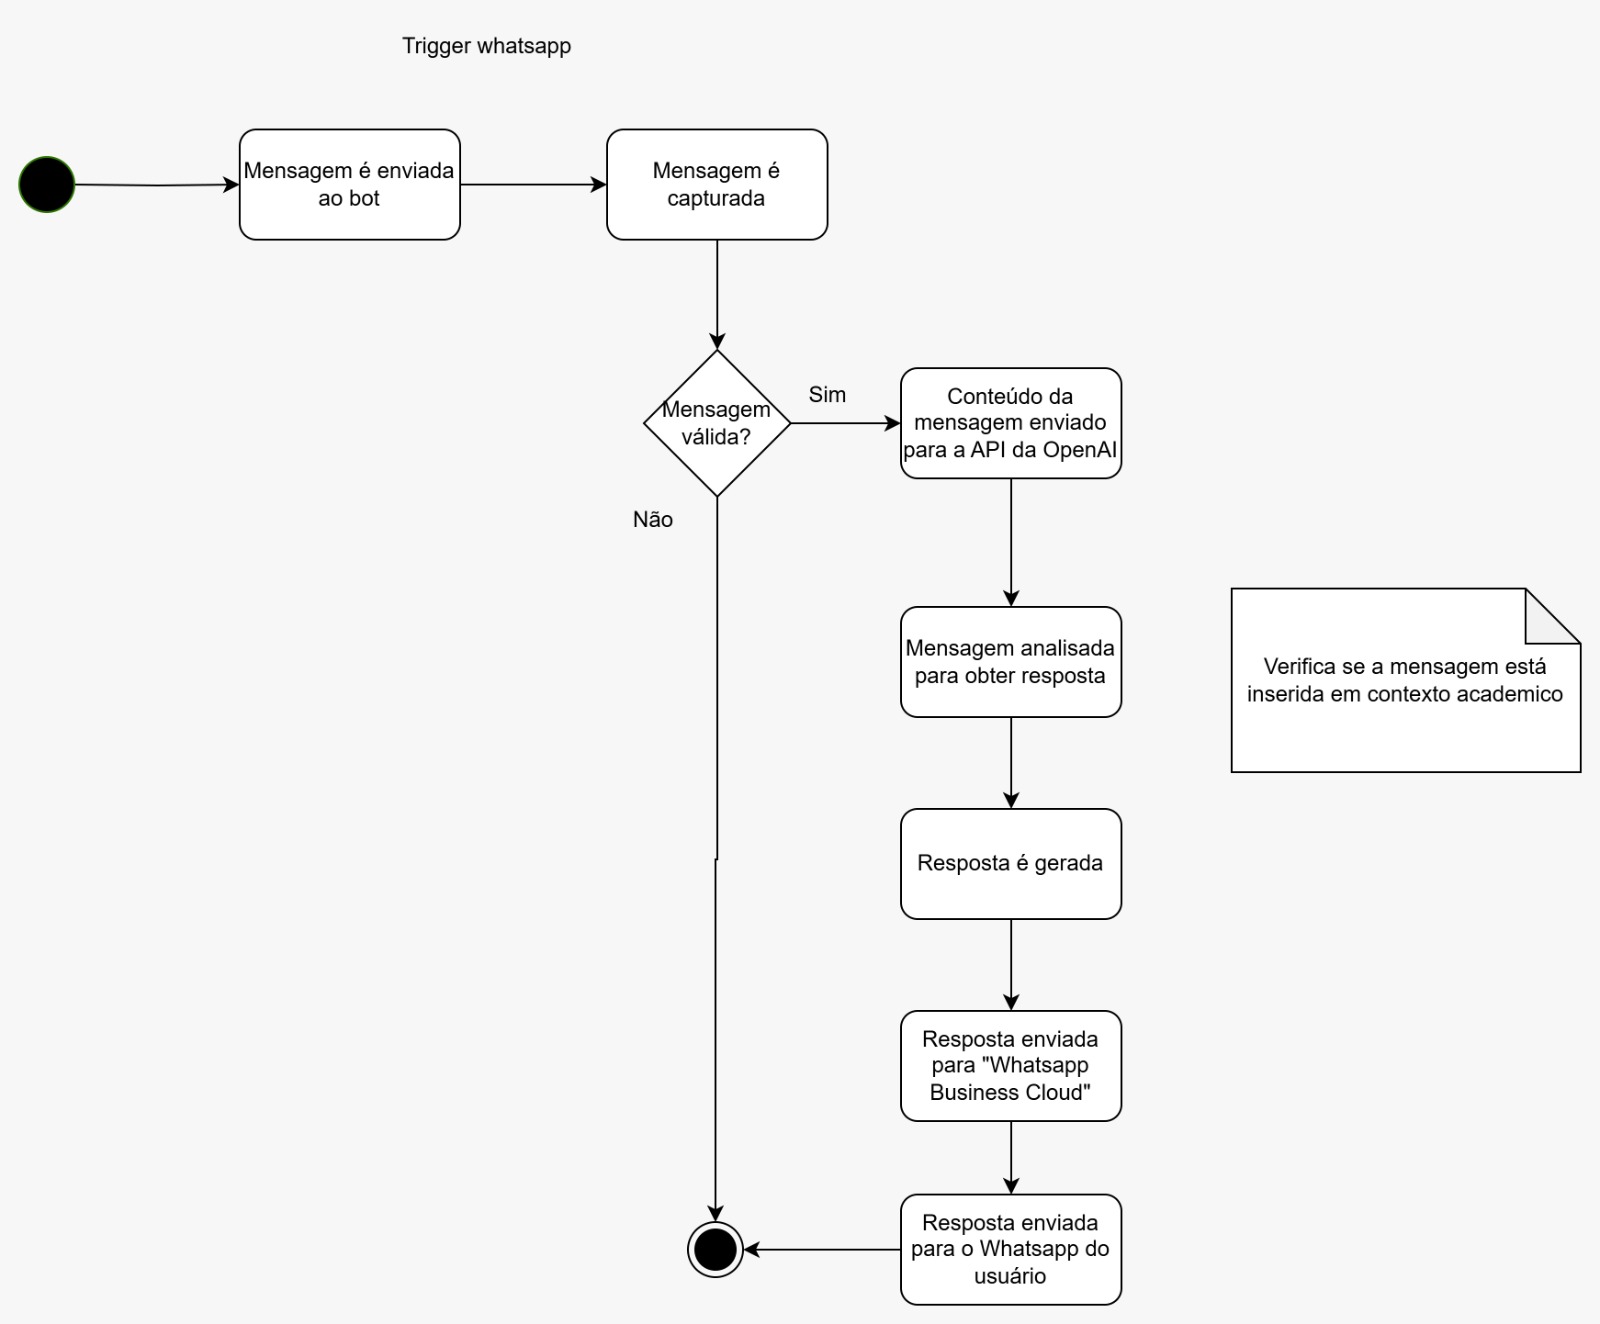 Trigger whatsapp
Mensagem é enviada
ao bot
Mensagem é
capturada
Mensagem
válida?
Sim
Não
Conteúdo da
mensagem enviado
para a API da OpenAI
Mensagem analisada
para obter resposta
Verifica se a mensagem está
inserida em contexto academico
Resposta é gerada
Resposta enviada
para "Whatsapp
Business Cloud"
Resposta enviada
para o Whatsapp do
usuário